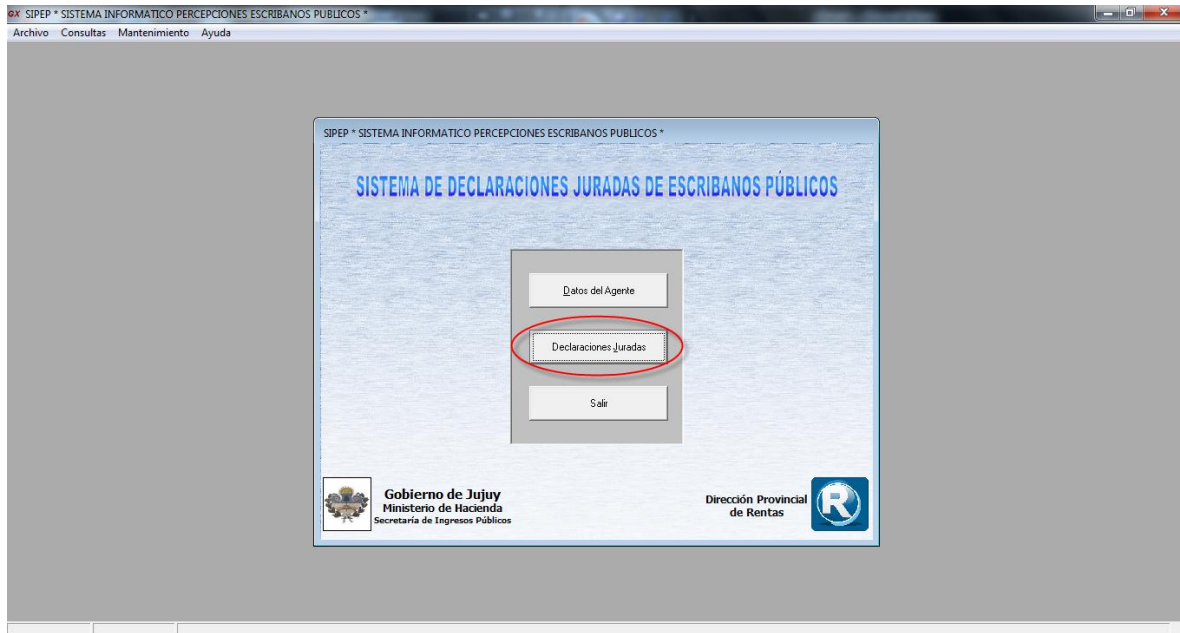 GX SIPEP * SISTEMA INFORMATICO PERCEPCIONES ESCRIBANOS PUBLICOS *
Archivo Consultas Mantenimiento Ayuda
SIPEP * SISTEMA INFORMATICO PERCEPCIONES ESCRIBANOS PUBLICOS *
SISTEMA DE DECLARACIONES JURADAS DE ESCRIBANOS PÚBLICOS
Datos del Agente
Declaraciones Juradas
Salir
Gobierno de Jujuy
Ministerio de Hacienda
Secretaría de Ingresos Públicos
Dirección Provincial
de Rentas
R